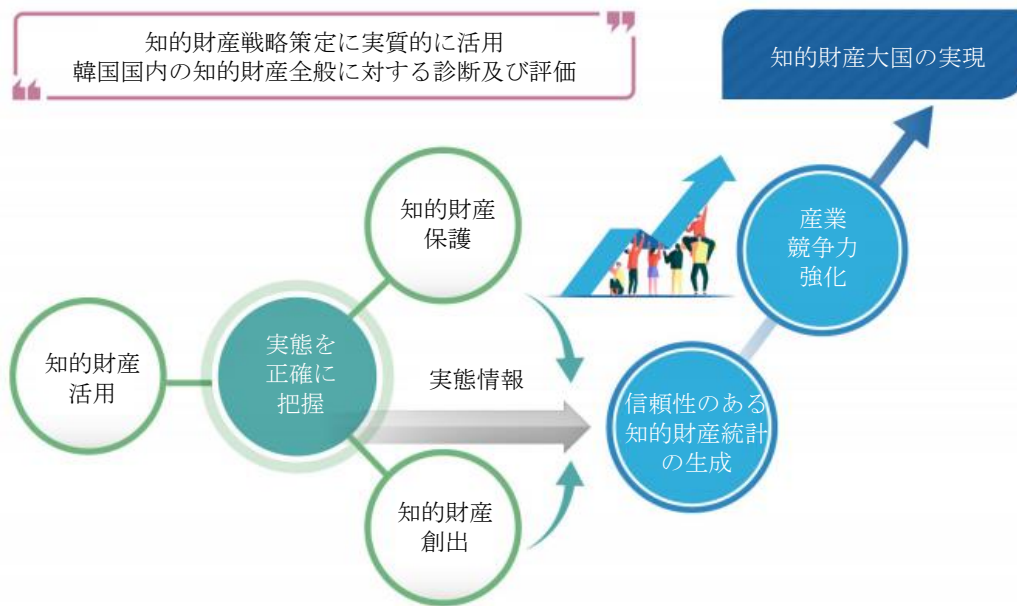 知的財産戦略策定に実質的に活用
韓国国内の知的財産全般に対する診断及び評価
知的財産大国の実現
知的財産
保護
産業
競争力
強化
知的財産
活用
実態を
正確に
把握
実態情報
信頼性のある
知的財産統計
の生成
知的財産
創出